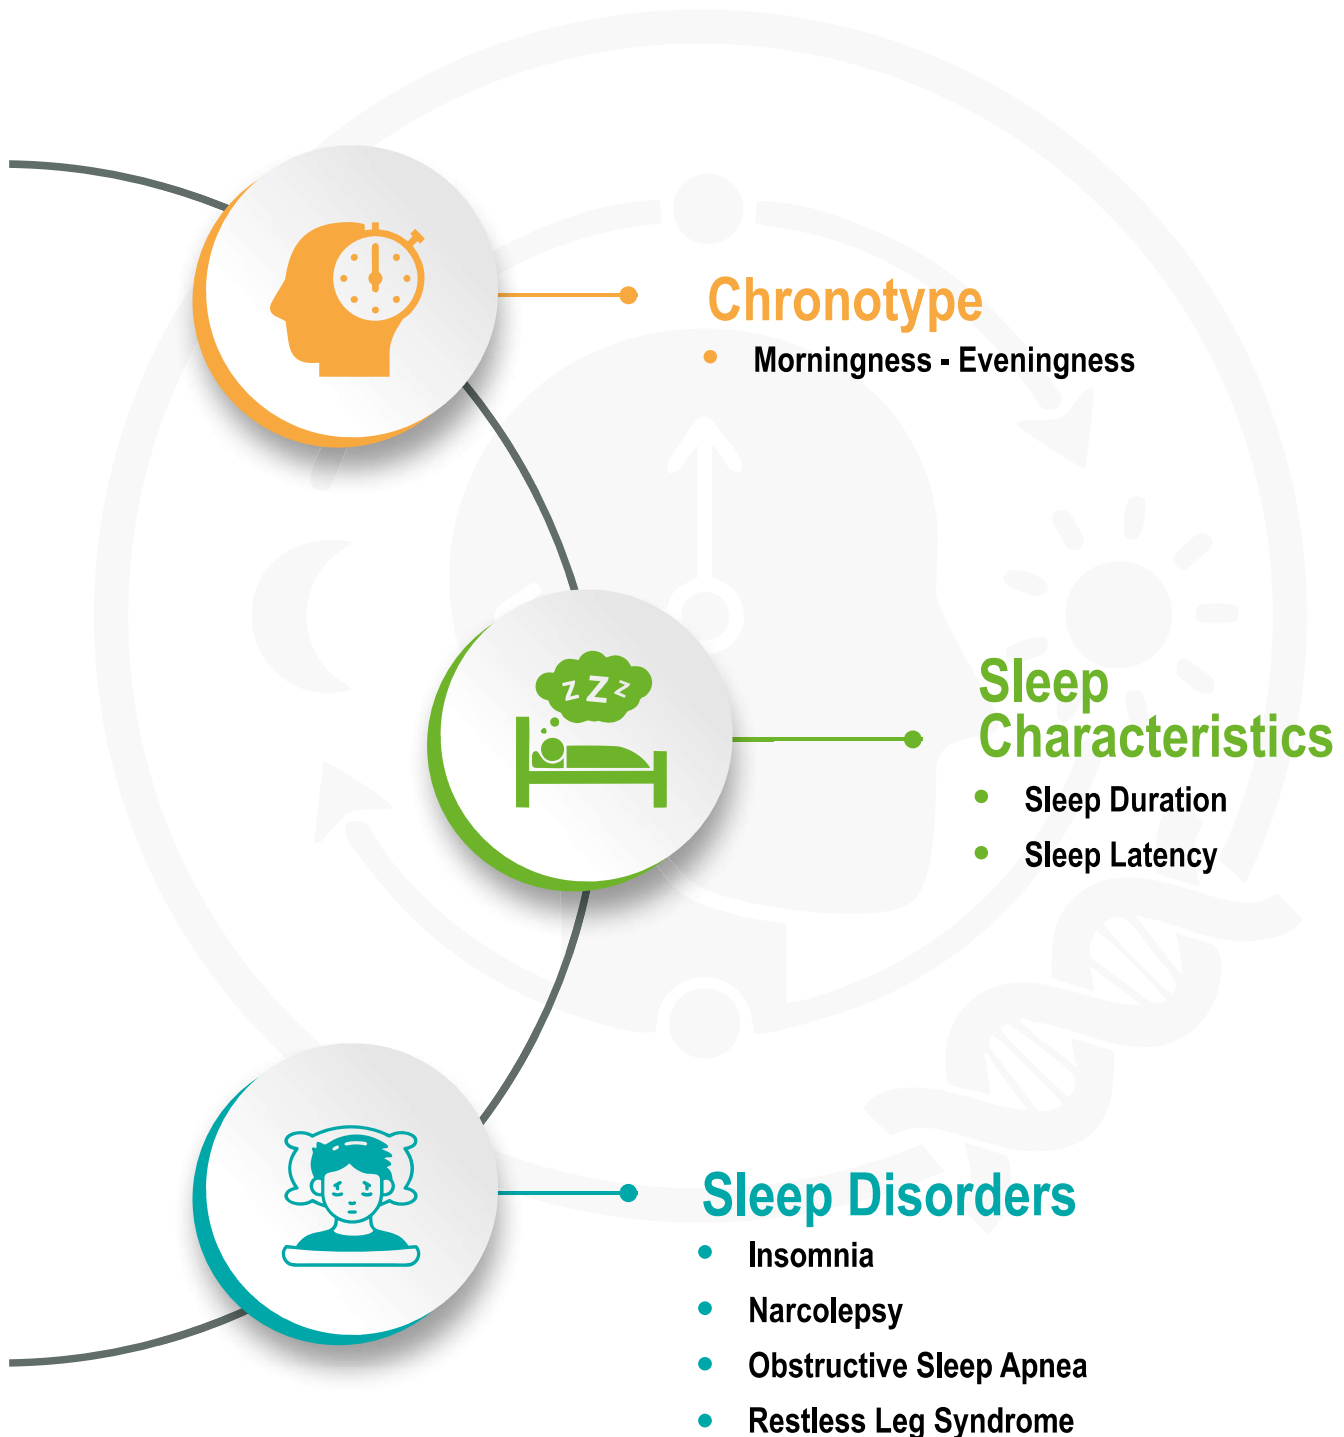 Chronotype
• Morningness - Eveningness
z Z z
Sleep
Characteristics
• Sleep Duration
• Sleep Latency
Sleep Disorders
• Insomnia
• Narcolepsy
• Obstructive Sleep Apnea
• Restless Leg Syndrome